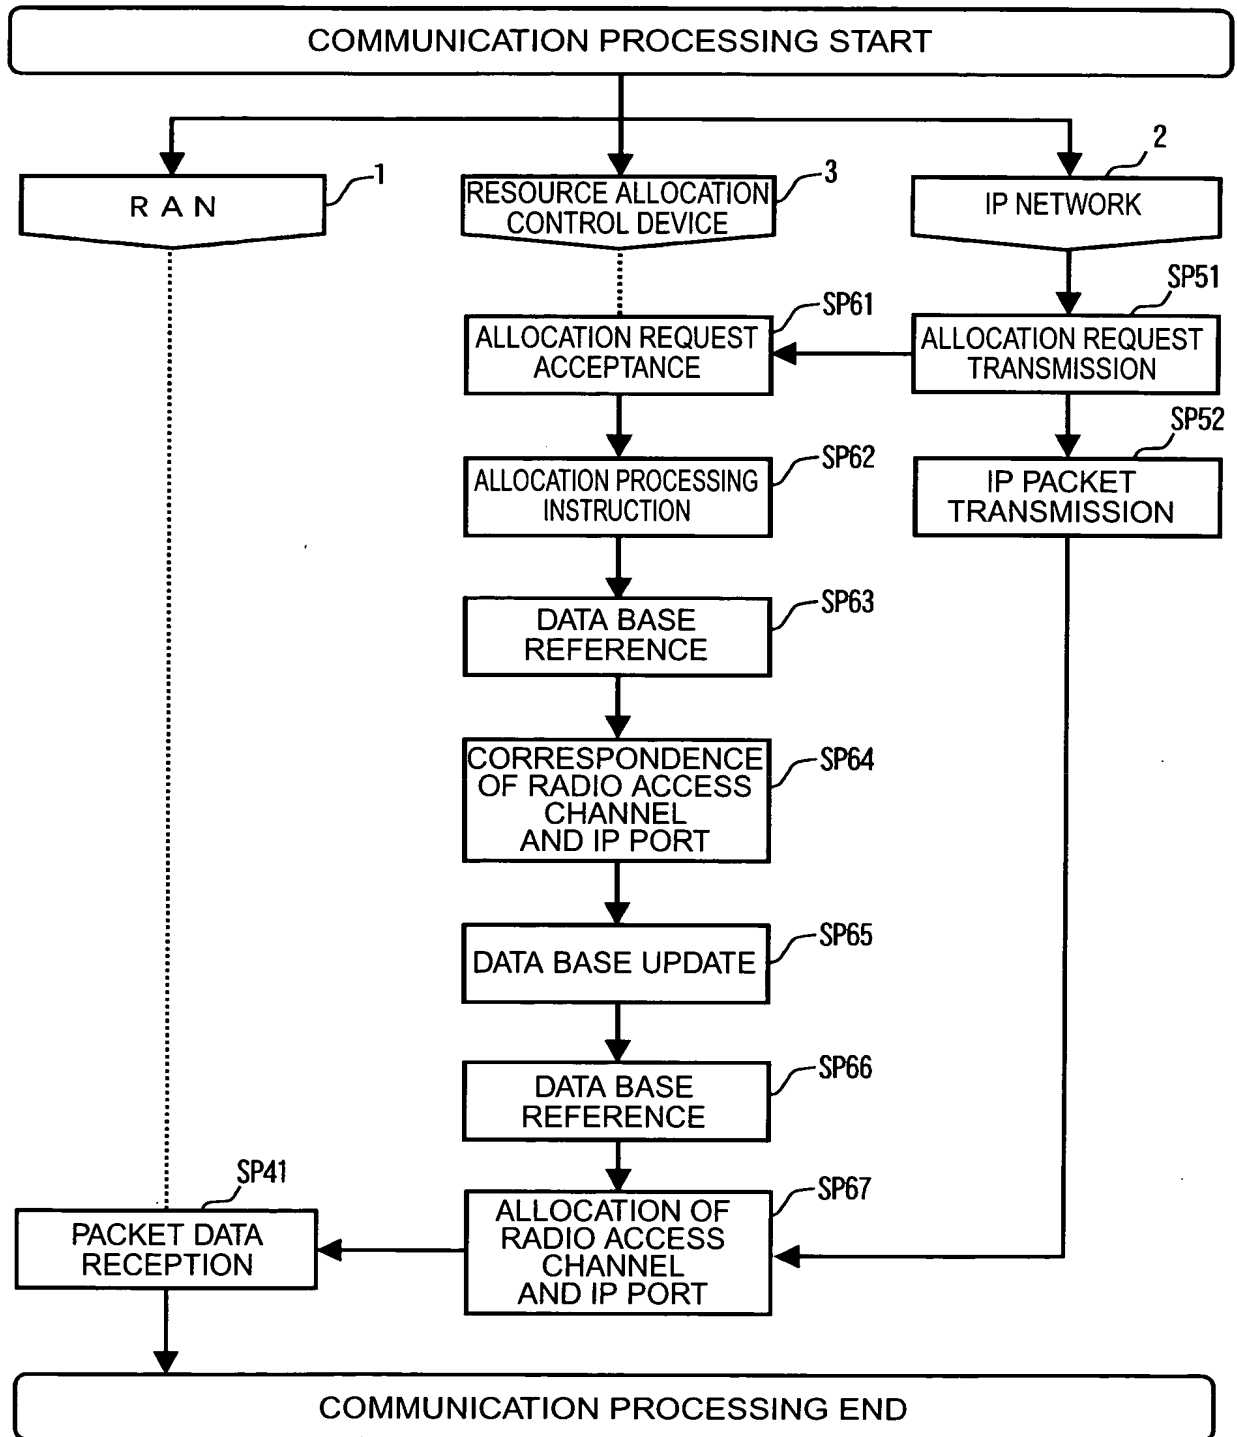 COMMUNICATION PROCESSING START
1
R A N
3
RESOURCE ALLOCATION
CONTROL DEVICE
2
IP NETWORK
SP61
ALLOCATION REQUEST
ACCEPTANCE
SP51
ALLOCATION REQUEST
TRANSMISSION
SP62
ALLOCATION PROCESSING
INSTRUCTION
SP52
IP PACKET
TRANSMISSION
SP63
DATA BASE
REFERENCE
SP64
CORRESPONDENCE
OF RADIO ACCESS
CHANNEL
AND IP PORT
SP65
DATA BASE UPDATE
SP66
DATA BASE
REFERENCE
SP41
PACKET DATA
RECEPTION
SP67
ALLOCATION OF
RADIO ACCESS
CHANNEL
AND IP PORT
COMMUNICATION PROCESSING END